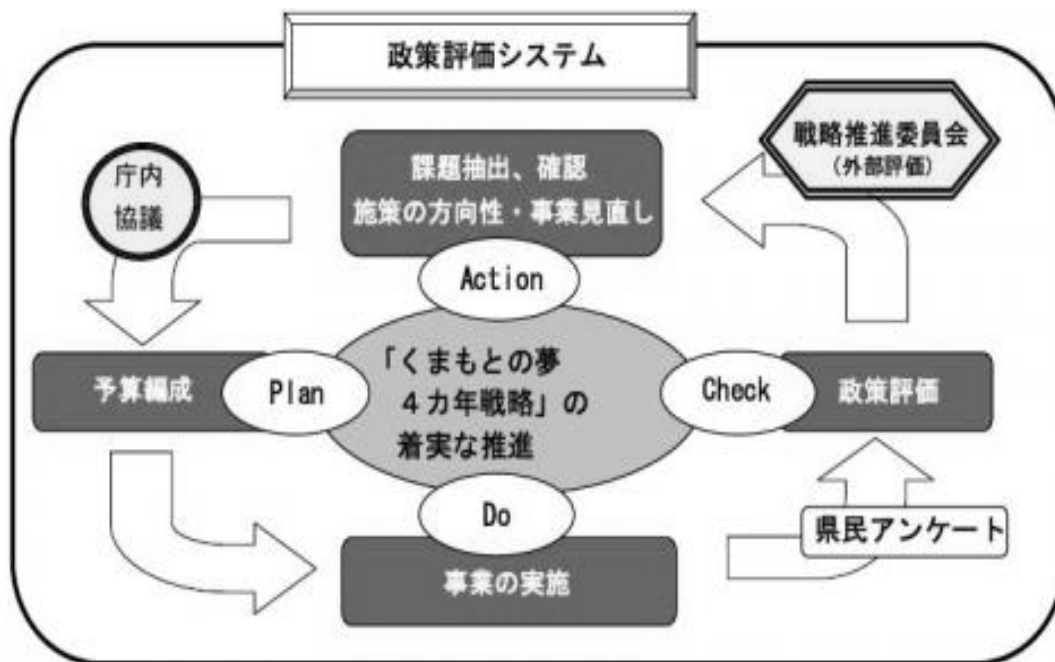 政策評価システム
戦略推進委員会
(外部評価)
庁内
協議
課題抽出、確認
施策の方向性・事業見直し
Action
予算編成
Plan
「くまもとの夢
４カ年戦略」の
着実な推進
Check
政策評価
Do
県民アンケート
事業の実施